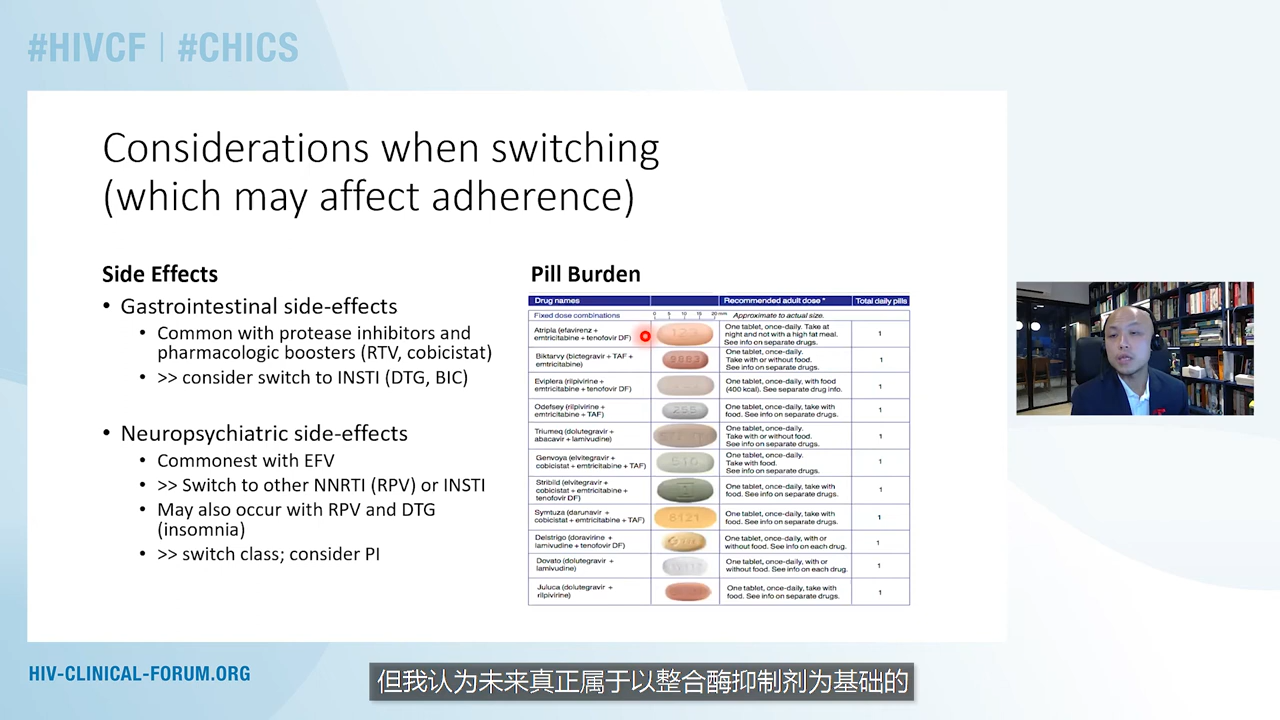 #HIVCF | #CHICS
Considerations when switching
(which may affect adherence)
Side Effects
• Gastrointestinal side-effects
• Common with protease inhibitors and
pharmacologic boosters (RTV, cobicistat)
• >> consider switch to INSTI (DTG, BIC)
• Neuropsychiatric side-effects
• Commonest with EFV
• >> Switch to other NNRTI (RPV) or INSTI
• May also occur with RPV and DTG
(insomnia)
• >> switch class; consider PI
Pill Burden
Drug names Recommended adult dose * Total daily pills
Fixed dose combinations 0 5 10 15 20 mm Approximate to actual size.
Atripla (efavirenz +
emtricitabine + tenofovir DF)
123
One tablet, once-daily. Take at
night and not with a high fat meal.
See info on separate drugs.
1
Biktarvy (bictegravir + TAF +
emtricitabine)
9883
One tablet, once-daily.
Take with or without food.
See info on separate drugs.
1
Eviplera (rilpivirine +
emtricitabine + tenofovir DF)
One tablet, once-daily, with food
(400 kcal). See separate drug info.
1
Odefsey (rilpivirine +
emtricitabine + TAF)
255
One tablet, once-daily, take with
food. See info on separate drugs.
1
Triumeq (dolutegravir +
abacavir + lamivudine)
One tablet, once-daily.
Take with or without food.
See info on separate drugs.
1
Genvoya (elvitegravir +
cobicistat + emtricitabine + TAF)
510
One tablet, once-daily.
Take with food.
See info on separate drugs.
1
Stribild (elvitegravir +
cobicistat + emtricitabine +
tenofovir DF)
One tablet, once-daily, take with
food. See info on separate drugs.
1
Symtuza (darunavir +
cobicistat + emtricitabine + TAF)
8121
One tablet, once-daily, take with
food. See info on separate drugs.
1
Delstrigo (doravirine +
lamivudine + tenofovir DF)
One tablet, once-daily, with or
without food. See info on each drug.
1
Dovato (dolutegravir +
lamivudine)
One tablet, once-daily, with or
without food. See info on each drug.
1
Juluca (dolutegravir +
rilpivirine)
One tablet, once-daily, take with
food. See info on separate drugs.
1
HIV-CLINICAL-FORUM.ORG
但我认为未来真正属于以整合酶抑制剂为基础的